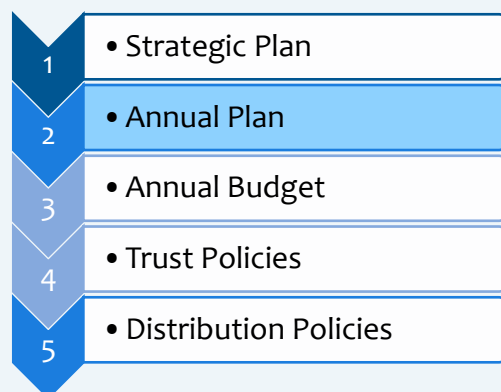 1 • Strategic Plan
2 • Annual Plan
3 • Annual Budget
4 • Trust Policies
5 • Distribution Policies